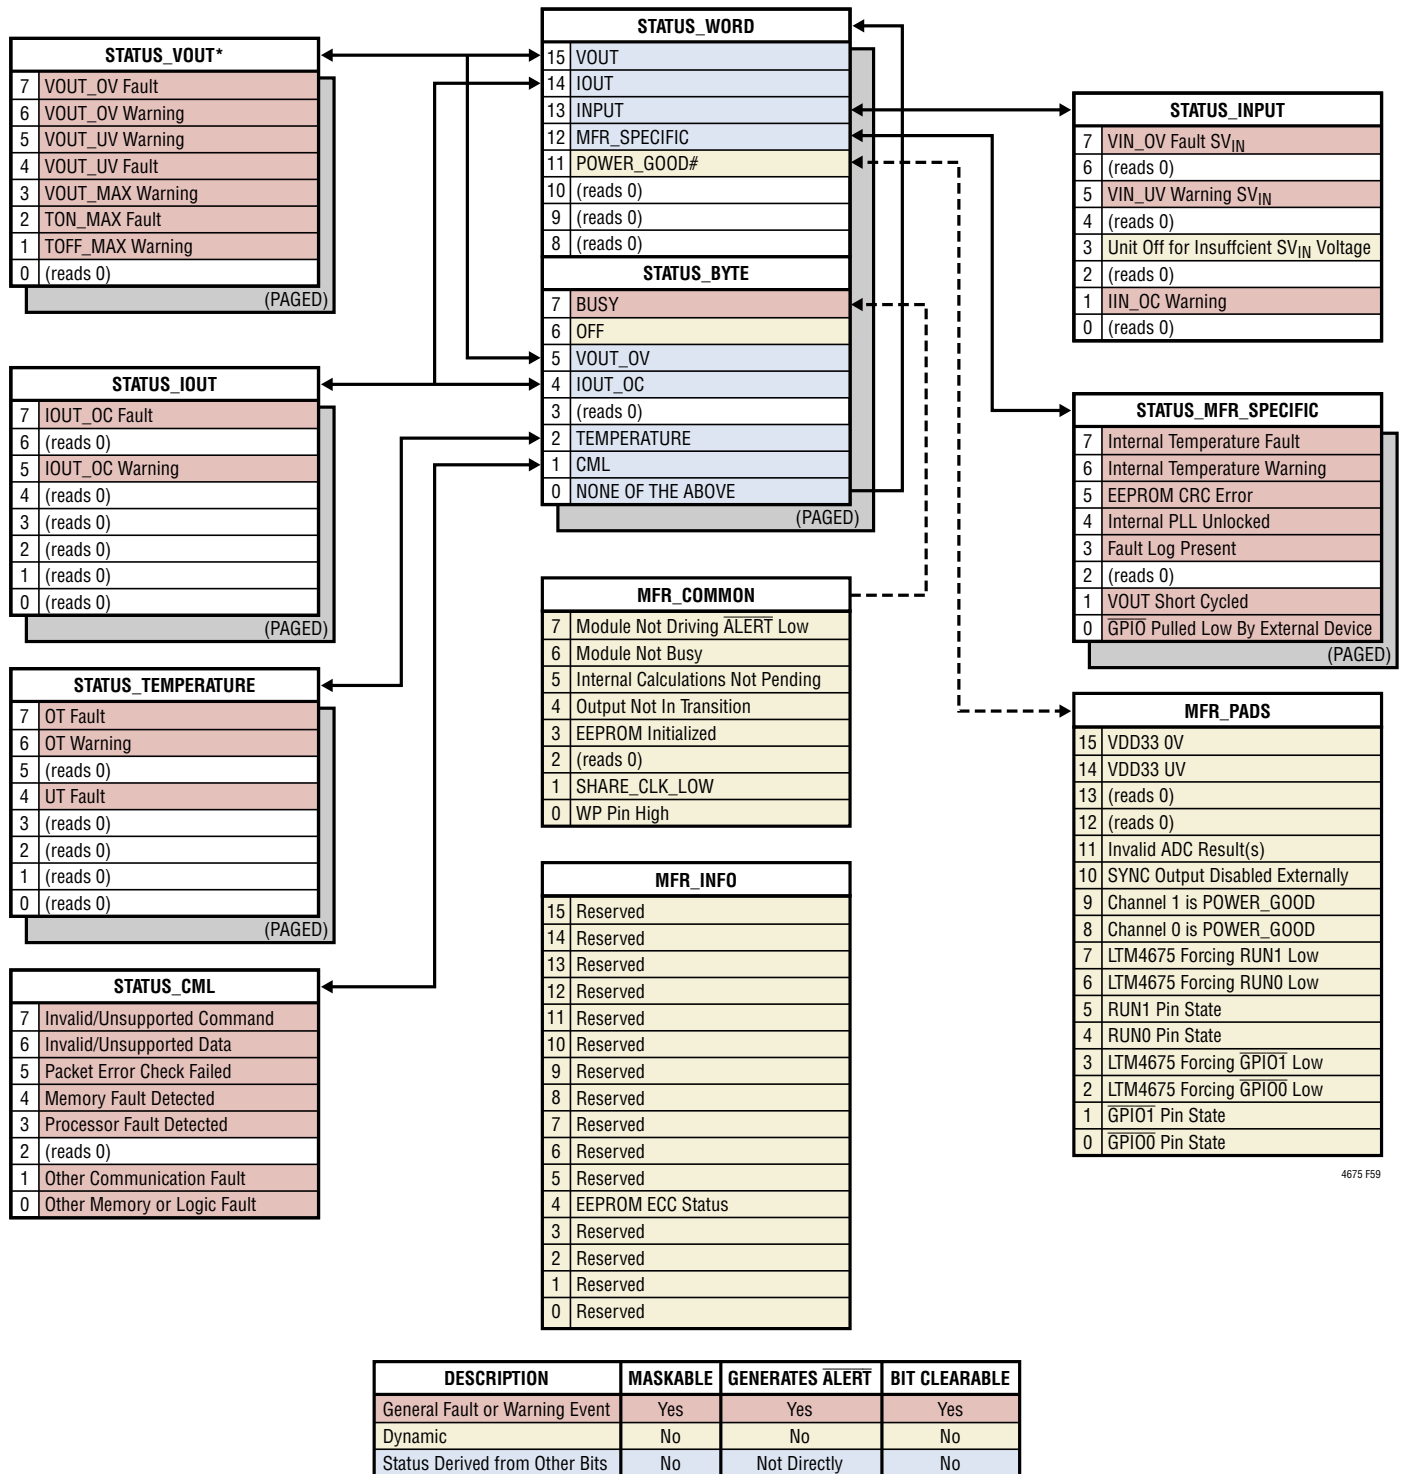 STATUS_VOUT*
7 VOUT_OV Fault
6 VOUT_OV Warning
5 VOUT_UV Warning
4 VOUT_UV Fault
3 VOUT_MAX Warning
2 TON_MAX Fault
1 TOFF_MAX Warning
0 (reads 0)
(PAGED)
STATUS_IOUT
7 IOUT_OC Fault
6 (reads 0)
5 IOUT_OC Warning
4 (reads 0)
3 (reads 0)
2 (reads 0)
1 (reads 0)
0 (reads 0)
(PAGED)
STATUS_TEMPERATURE
7 OT Fault
6 OT Warning
5 (reads 0)
4 UT Fault
3 (reads 0)
2 (reads 0)
1 (reads 0)
0 (reads 0)
(PAGED)
STATUS_CML
7 Invalid/Unsupported Command
6 Invalid/Unsupported Data
5 Packet Error Check Failed
4 Memory Fault Detected
3 Processor Fault Detected
2 (reads 0)
1 Other Communication Fault
0 Other Memory or Logic Fault
STATUS_WORD
15 VOUT
14 IOUT
13 INPUT
12 MFR_SPECIFIC
11 POWER_GOOD#
10 (reads 0)
9 (reads 0)
8 (reads 0)
STATUS_BYTE
7 BUSY
6 OFF
5 VOUT_OV
4 IOUT_OC
3 (reads 0)
2 TEMPERATURE
1 CML
0 NONE OF THE ABOVE
(PAGED)
MFR_COMMON
7 Module Not Driving ALERT Low
6 Module Not Busy
5 Internal Calculations Not Pending
4 Output Not In Transition
3 EEPROM Initialized
2 (reads 0)
1 SHARE_CLK_LOW
0 WP Pin High
MFR_INFO
15 Reserved
14 Reserved
13 Reserved
12 Reserved
11 Reserved
10 Reserved
9 Reserved
8 Reserved
7 Reserved
6 Reserved
5 Reserved
4 EEPROM ECC Status
3 Reserved
2 Reserved
1 Reserved
0 Reserved
STATUS_INPUT
7 VIN_OV Fault SVIN
6 (reads 0)
5 VIN_UV Warning SVIN
4 (reads 0)
3 Unit Off for Insuffcient SVIN Voltage
2 (reads 0)
1 IIN_OC Warning
0 (reads 0)
STATUS_MFR_SPECIFIC
7 Internal Temperature Fault
6 Internal Temperature Warning
5 EEPROM CRC Error
4 Internal PLL Unlocked
3 Fault Log Present
2 (reads 0)
1 VOUT Short Cycled
0 GPIO Pulled Low By External Device
(PAGED)
MFR_PADS
15 VDD33 0V
14 VDD33 UV
13 (reads 0)
12 (reads 0)
11 Invalid ADC Result(s)
10 SYNC Output Disabled Externally
9 Channel 1 is POWER_GOOD
8 Channel 0 is POWER_GOOD
7 LTM4675 Forcing RUN1 Low
6 LTM4675 Forcing RUN0 Low
5 RUN1 Pin State
4 RUN0 Pin State
3 LTM4675 Forcing GPIO1 Low
2 LTM4675 Forcing GPIO0 Low
1 GPIO1 Pin State
0 GPIO0 Pin State
4675 F59
DESCRIPTION MASKABLE GENERATES ALERT BIT CLEARABLE
General Fault or Warning Event Yes Yes Yes
Dynamic No No No
Status Derived from Other Bits No Not Directly No